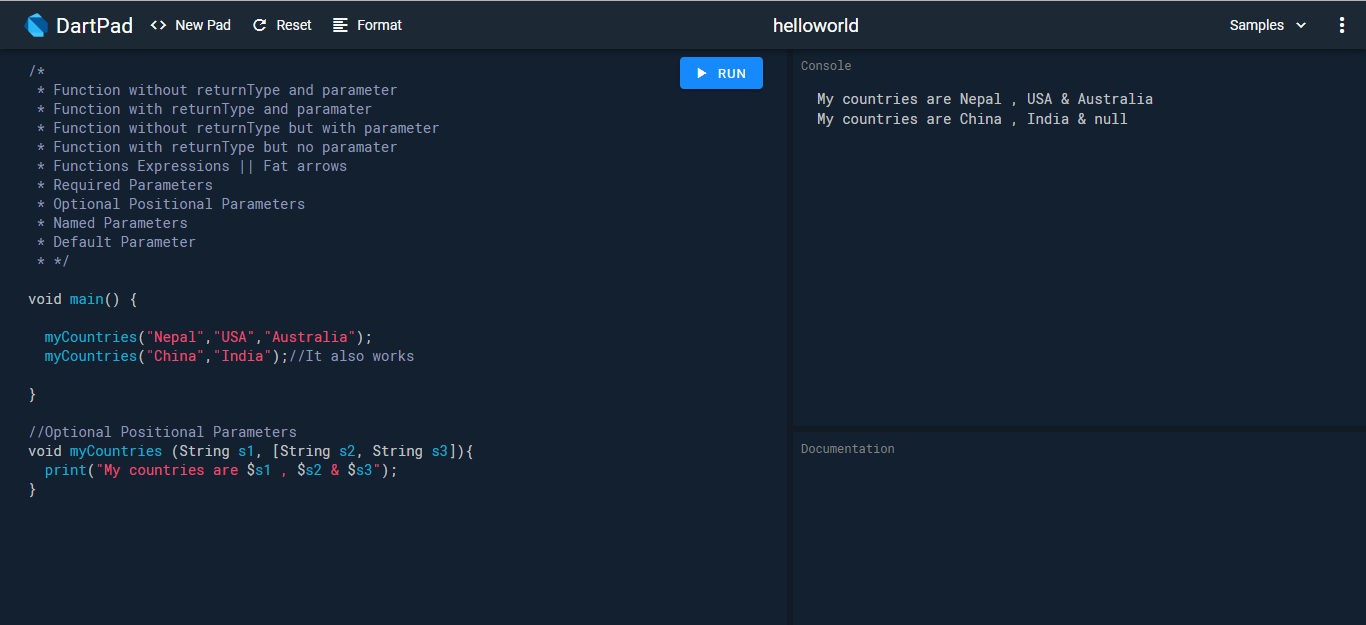 DartPad <> New Pad Reset Format helloworld Samples
/*
* Function without returnType and parameter
* Function with returnType and paramater
* Function without returnType but with parameter
* Function with returnType but no paramater
* Functions Expressions || Fat arrows
* Required Parameters
* Optional Positional Parameters
* Named Parameters
* Default Parameter
* */
void main() {
myCountries("Nepal","USA","Australia");
myCountries("China","India");//It also works
}
//Optional Positional Parameters
void myCountries (String s1, [String s2, String s3]){
print("My countries are $s1 , $s2 & $s3");
}
RUN
Console
My countries are Nepal , USA & Australia
My countries are China , India & null
Documentation